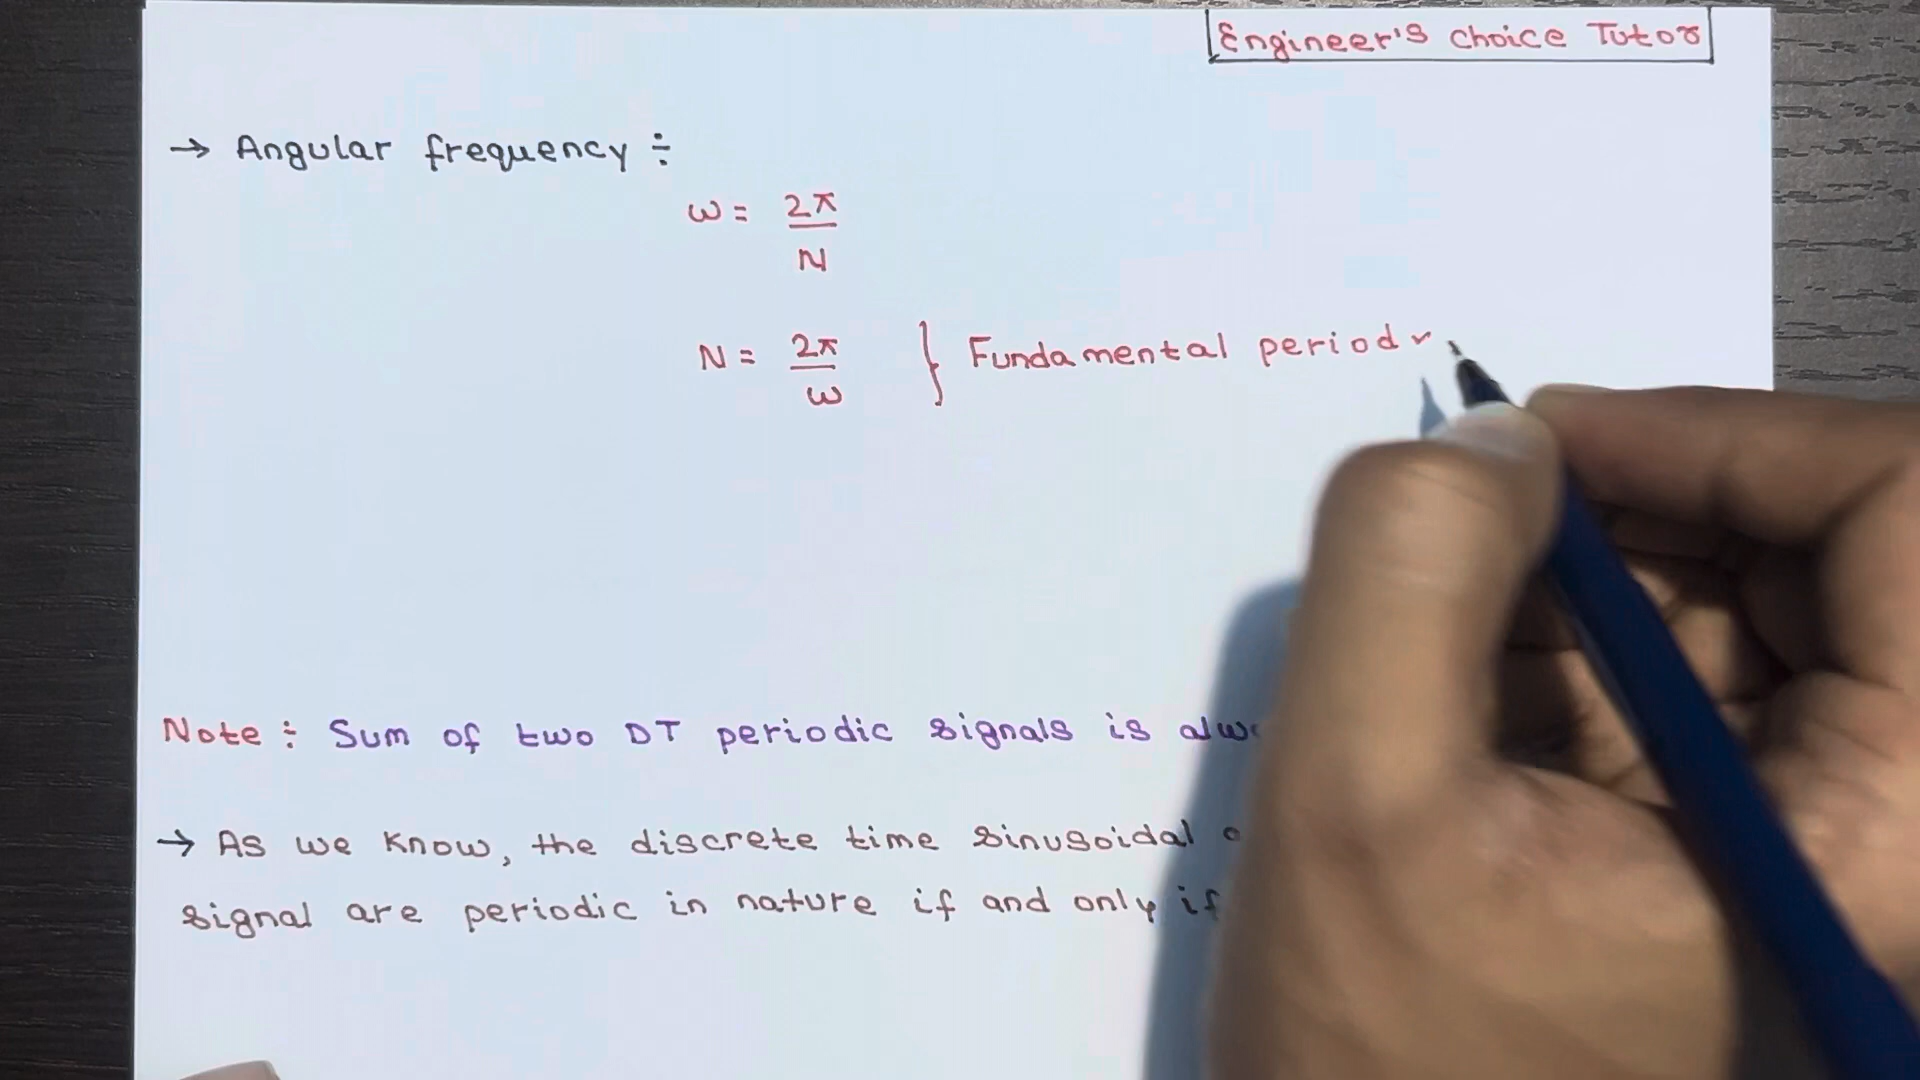 Engineer's choice Tutor
→ Angular frequency ÷
ω = 2π
N
N = 2π } Fundamental period
ω
Note ÷ Sum of two DT periodic signals is
→ As we know, the discrete time sinusoidal
signal are periodic in nature if and only if